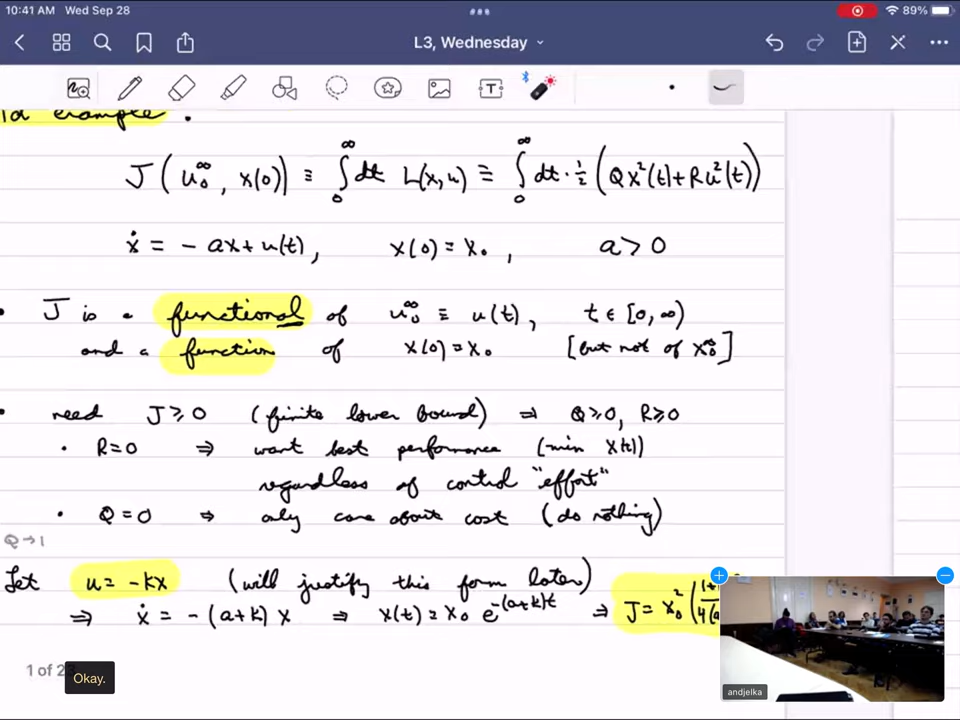 10:41 AM Wed Sep 28
89%
L3, Wednesday
T
example.
J(u₀^∞, x(0)) ≡ ∫₀^∞ dt L(x,u) ≡ ∫₀^∞ dt · ½ (Qx²(t)+Ru²(t))
ẋ = -ax+u(t), x(0)=x₀, a>0
• J is a functional of u₀^∞ ≡ u(t), t ∈ [0,∞)
and a function of x(0)=x₀ [but not of x₀^∞]
• need J≥0 (finite lower bound) ⇒ Q≥0, R≥0
• R=0 ⇒ want best performance (min x(t))
regardless of control "effort"
• Q=0 ⇒ only care about cost (do nothing)
Q→1
Let u=-kx (will justify this form later)
⇒ ẋ = -(a+k)x ⇒ x(t)=x₀ e^-(a+k)t ⇒ J= x₀² (
1 of 2
Okay.
andjelka